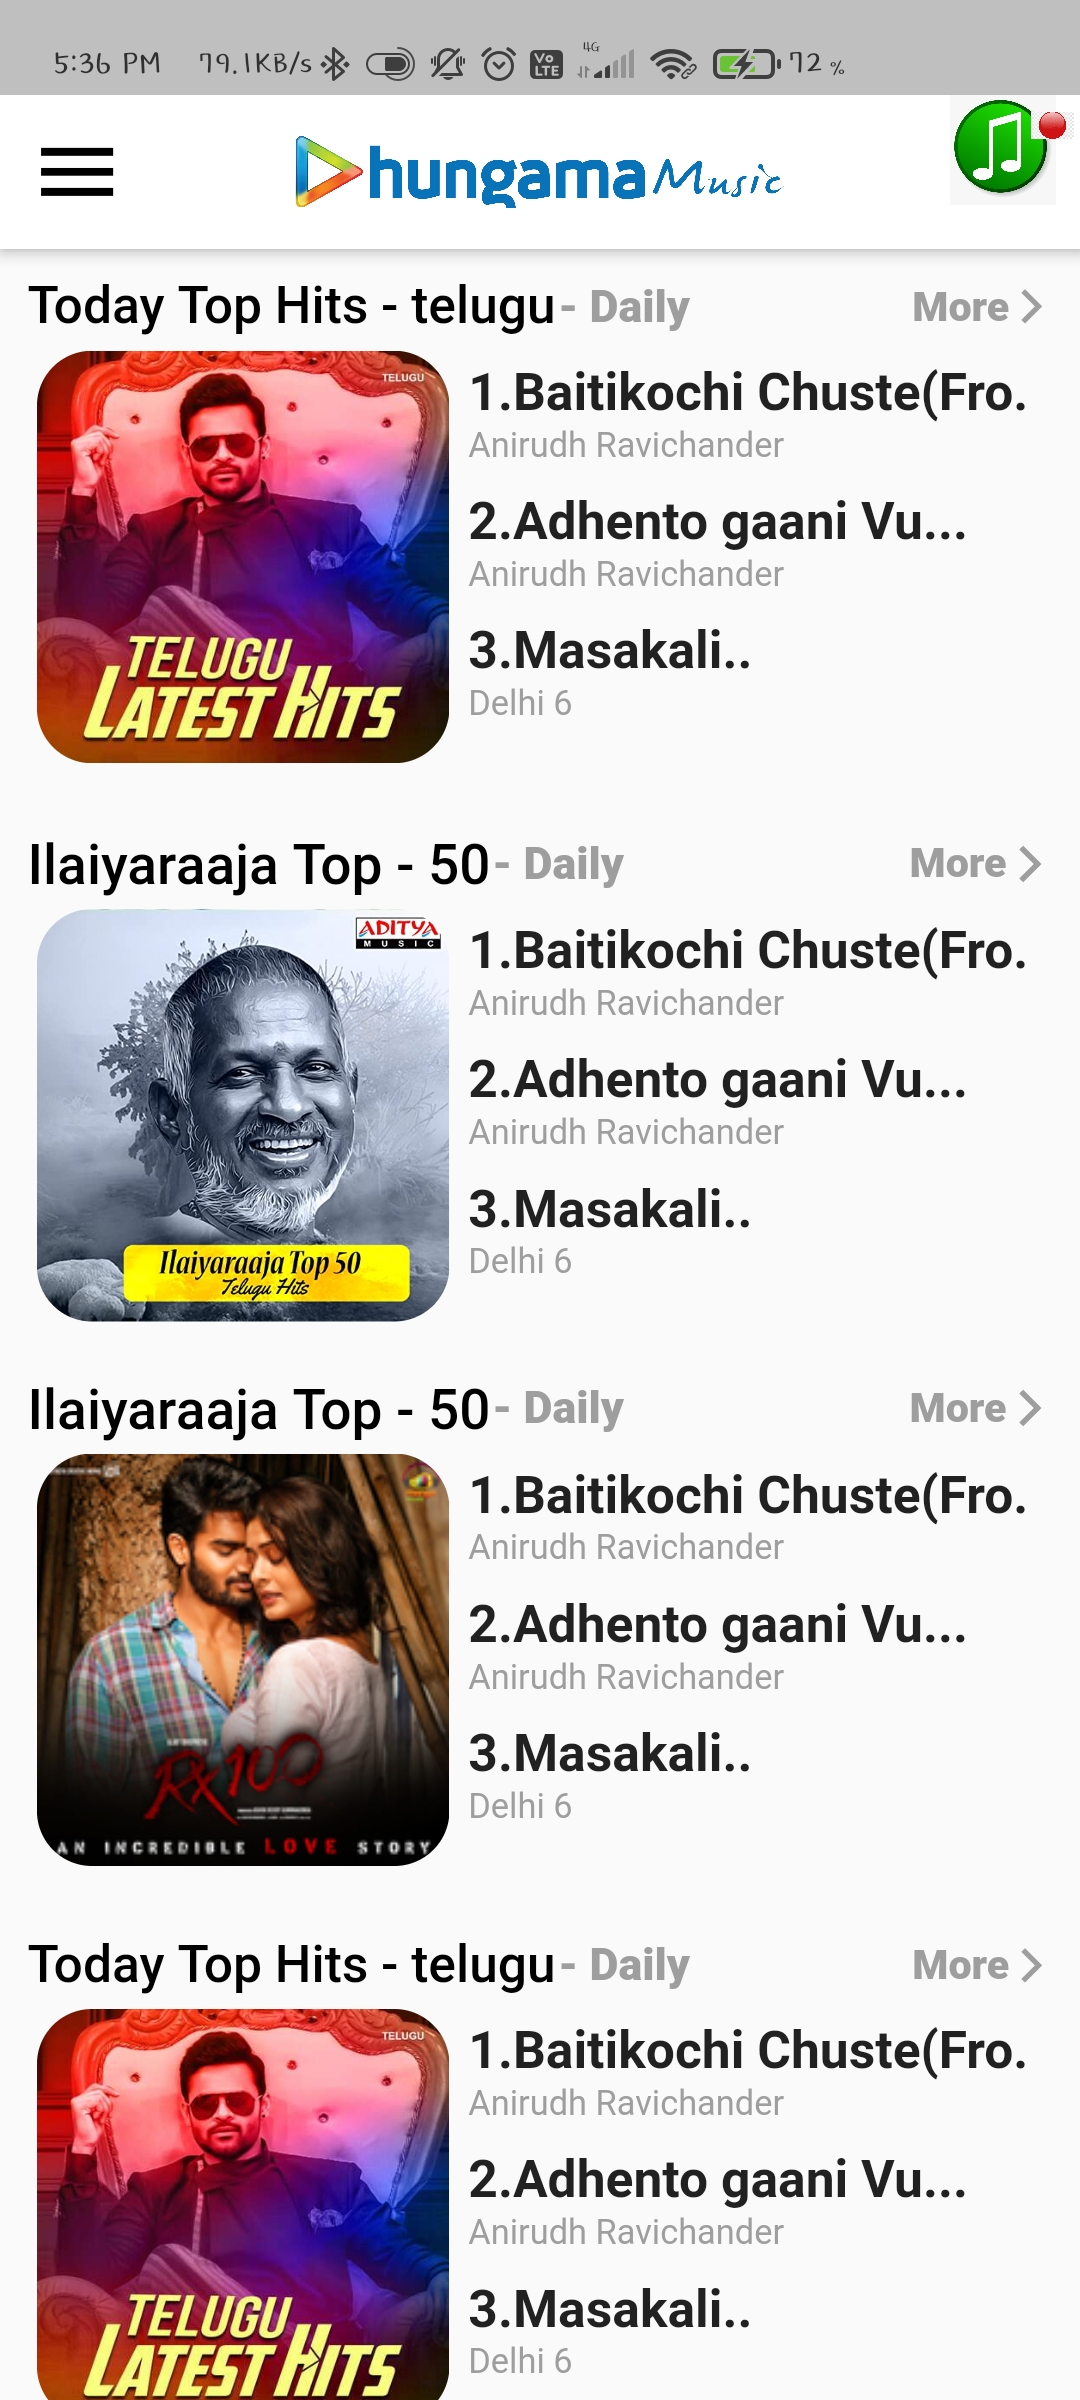 5:36 PM 79.1KB/s 4G Vo LTE 72 %
hungama Music
Today Top Hits - telugu - Daily More
TELUGU
TELUGU
LATEST HITS
1.Baitikochi Chuste(Fro.
Anirudh Ravichander
2.Adhento gaani Vu...
Anirudh Ravichander
3.Masakali..
Delhi 6
Ilaiyaraaja Top - 50 - Daily More
ADITYA
MUSIC
Ilaiyaraaja Top 50
Telugu Hits
1.Baitikochi Chuste(Fro.
Anirudh Ravichander
2.Adhento gaani Vu...
Anirudh Ravichander
3.Masakali..
Delhi 6
Ilaiyaraaja Top - 50 - Daily More
RX 100
AN INCREDIBLE LOVE STORY
1.Baitikochi Chuste(Fro.
Anirudh Ravichander
2.Adhento gaani Vu...
Anirudh Ravichander
3.Masakali..
Delhi 6
Today Top Hits - telugu - Daily More
TELUGU
TELUGU
LATEST HITS
1.Baitikochi Chuste(Fro.
Anirudh Ravichander
2.Adhento gaani Vu...
Anirudh Ravichander
3.Masakali..
Delhi 6